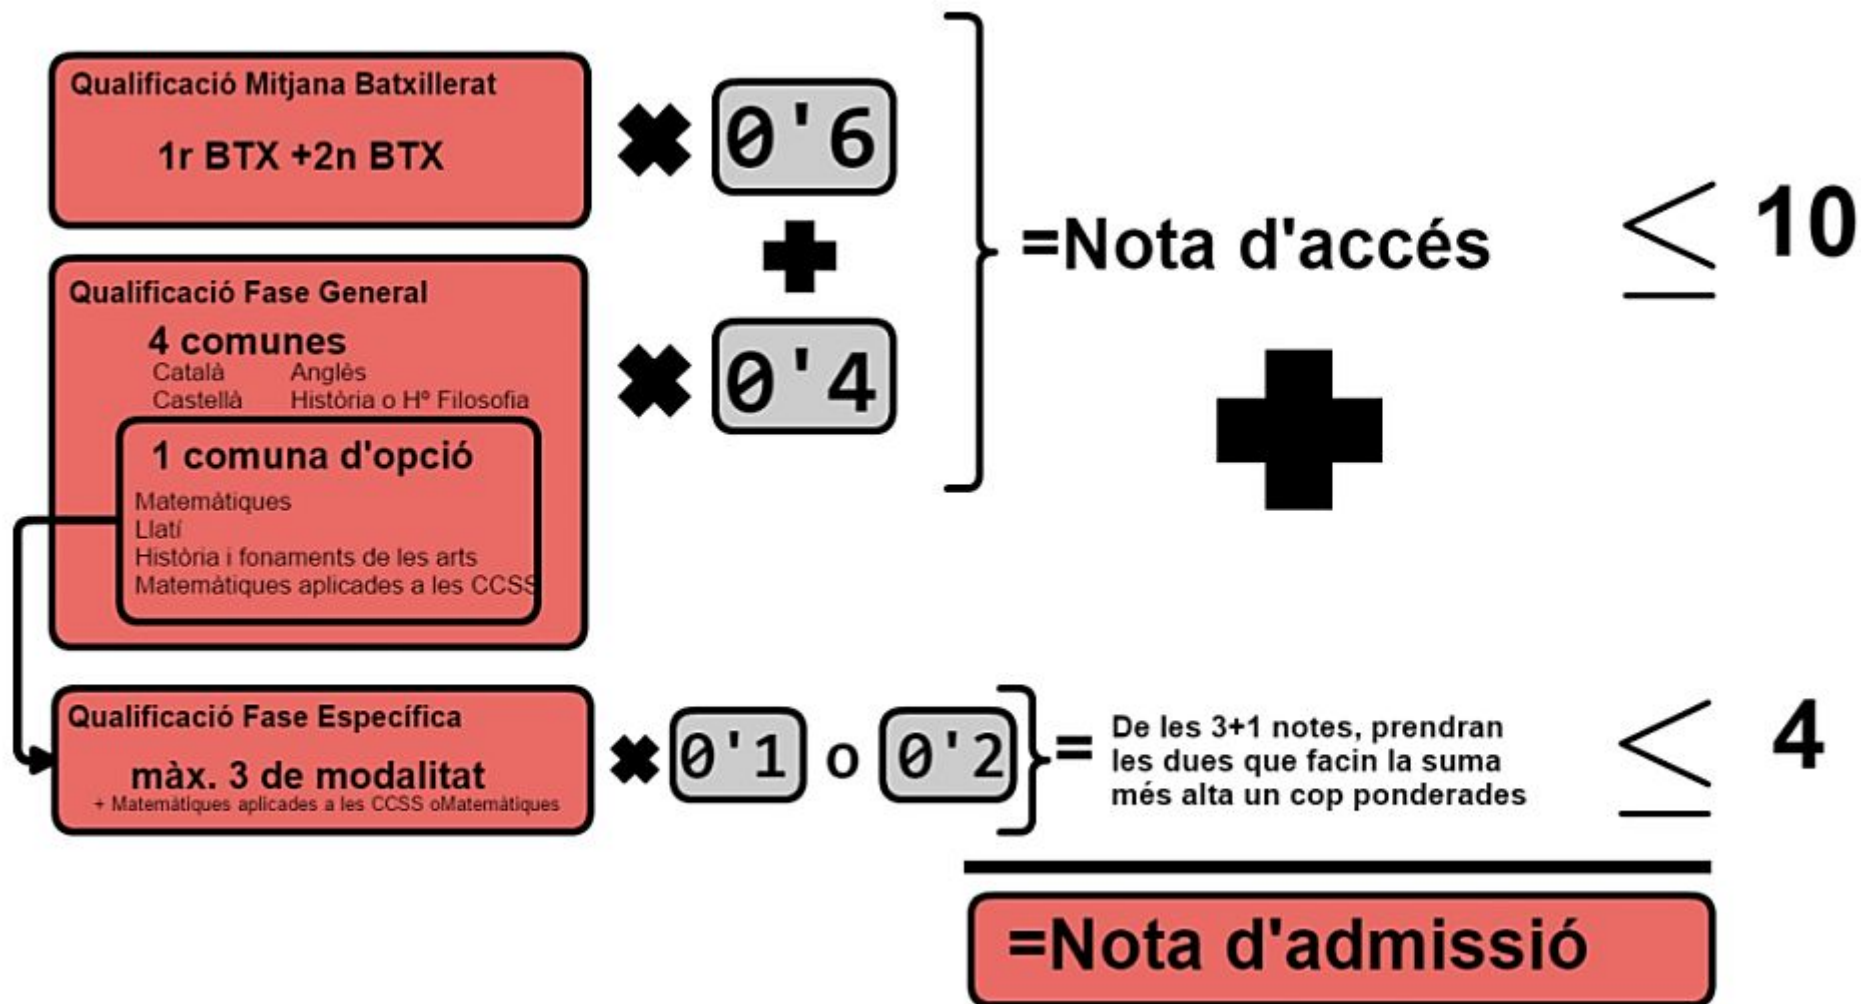 Qualificació Mitjana Batxillerat
1r BTX +2n BTX
0'6
Qualificació Fase General
4 comunes
Català Anglès
Castellà Història o Hº Filosofia
0'4
1 comuna d'opció
Matemàtiques
Llatí
Història i fonaments de les arts
Matemàtiques aplicades a les CCSS
=Nota d'accés ≤ 10
Qualificació Fase Específica
màx. 3 de modalitat
+ Matemàtiques aplicades a les CCSS oMatemàtiques
0'1 o 0'2
= De les 3+1 notes, prendran
les dues que facin la suma
més alta un cop ponderades
≤ 4
=Nota d'admissió